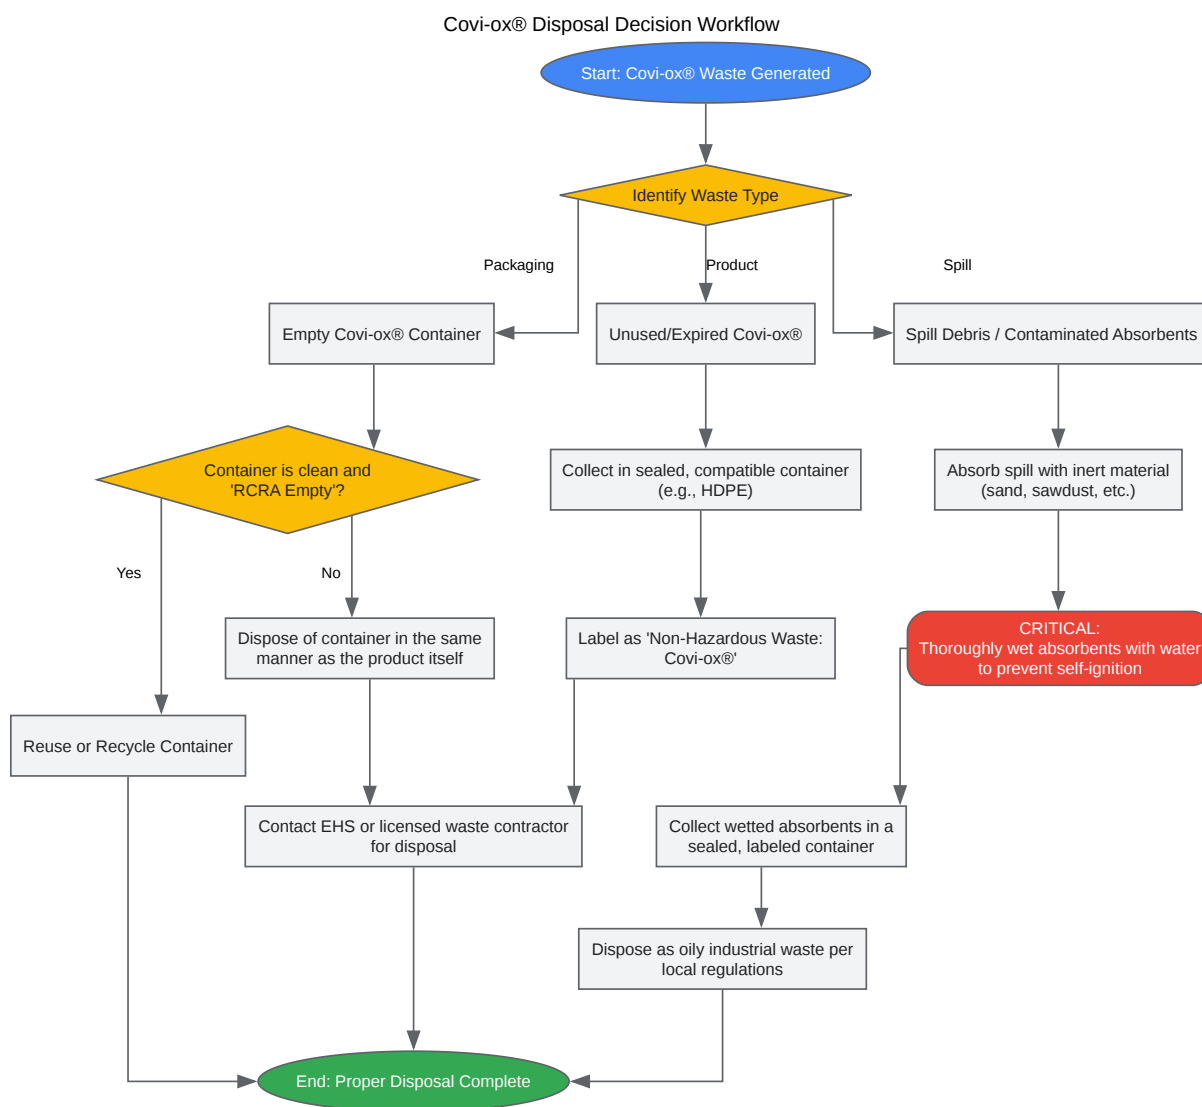 Covi-ox® Disposal Decision Workflow
Start: Covi-ox® Waste Generated
Identify Waste Type
Packaging
Product
Spill
Empty Covi-ox® Container
Unused/Expired Covi-ox®
Spill Debris / Contaminated Absorbents
Container is clean and
'RCRA Empty'?
Collect in sealed, compatible container
(e.g., HDPE)
Absorb spill with inert material
(sand, sawdust, etc.)
Yes
No
Dispose of container in the same
manner as the product itself
Label as 'Non-Hazardous Waste:
Covi-ox®'
CRITICAL:
Thoroughly wet absorbents with water
to prevent self-ignition
Reuse or Recycle Container
Contact EHS or licensed waste contractor
for disposal
Collect wetted absorbents in a
sealed, labeled container
Dispose as oily industrial waste per
local regulations
End: Proper Disposal Complete